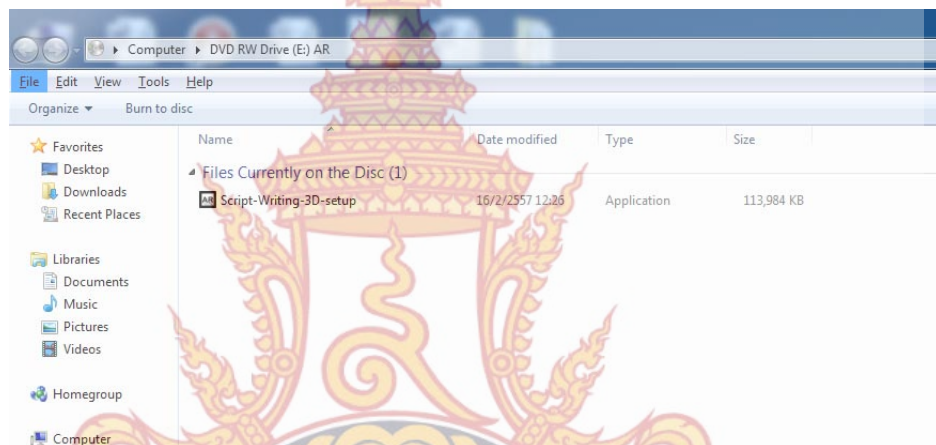 Computer ▸ DVD RW Drive (E:) AR
File Edit View Tools Help
Organize ▾ Burn to disc
Name Date modified Type Size
Favorites
Desktop
Downloads
Recent Places
Libraries
Documents
Music
Pictures
Videos
Homegroup
Computer
Files Currently on the Disc (1)
AR Script-Writing-3D-setup 16/2/2557 12:26 Application 113,984 KB